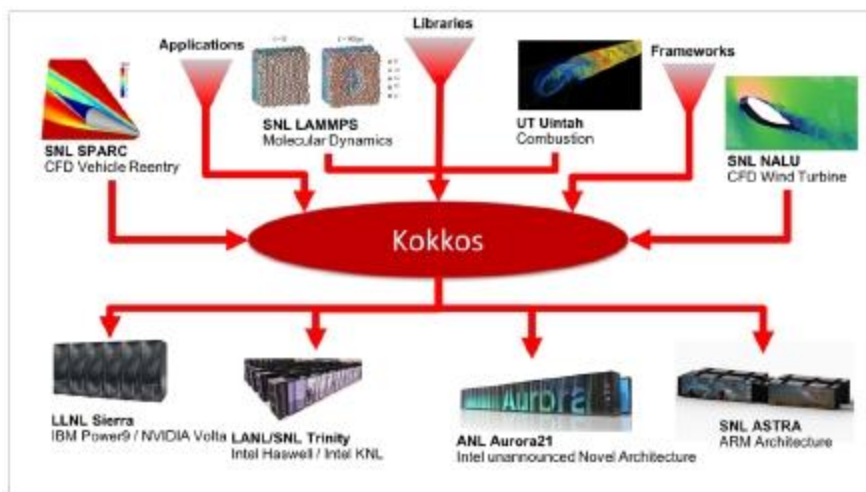 Libraries
Applications
Frameworks
SNL LAMMPS
Molecular Dynamics
UT Uintah
Combustion
SNL SPARC
CFD Vehicle Reentry
SNL NALU
CFD Wind Turbine
Kokkos
LLNL Sierra
IBM Power9 / NVIDIA Volta
LANL/SNL Trinity
Intel Haswell / Intel KNL
Aurora
ANL Aurora21
Intel unannounced Novel Architecture
SNL ASTRA
ARM Architecture